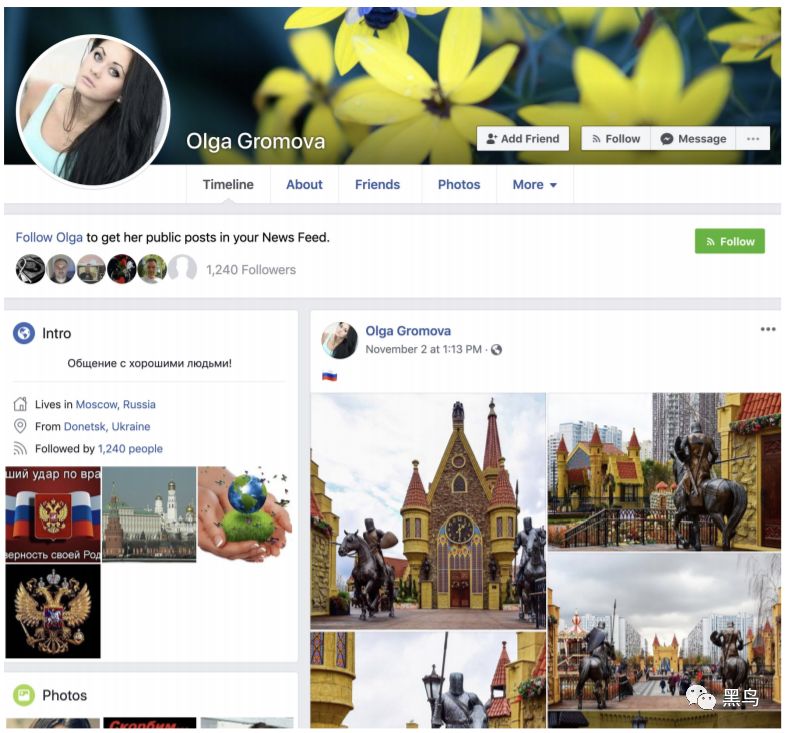 Olga Gromova
Add Friend
Follow
Message
Timeline
About
Friends
Photos
More
Follow Olga to get her public posts in your News Feed.
Follow
1,240 Followers
Intro
Общение с хорошими людьми!
Lives in Moscow, Russia
From Donetsk, Ukraine
Followed by 1,240 people
ший удар по вра
верность своей Род
Photos
Скорбим...
Olga Gromova
November 2 at 1:13 PM ·
黑鸟